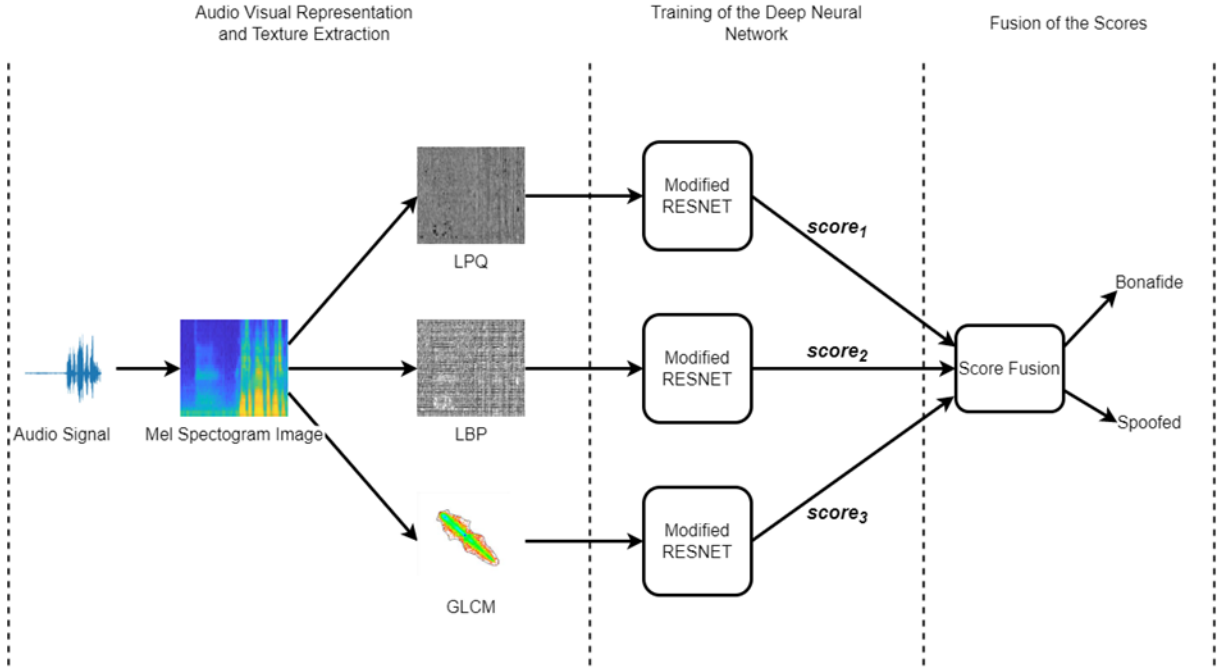 Audio Visual Representation
and Texture Extraction
Training of the Deep Neural
Network
Fusion of the Scores
LPQ
Modified
RESNET
score1
Bonafide
Audio Signal
Mel Spectogram Image
LBP
Modified
RESNET
score2
Score Fusion
Spoofed
GLCM
Modified
RESNET
score3